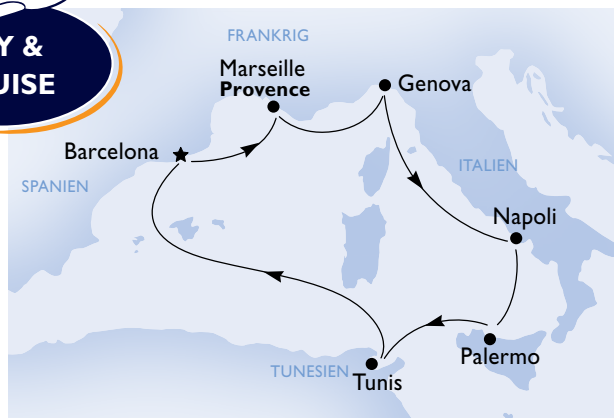 Y &
UISE
FRANKRIG
Marseille
Provence
Genova
Barcelona
ITALIEN
SPANIEN
Napoli
Palermo
TUNESIEN
Tunis